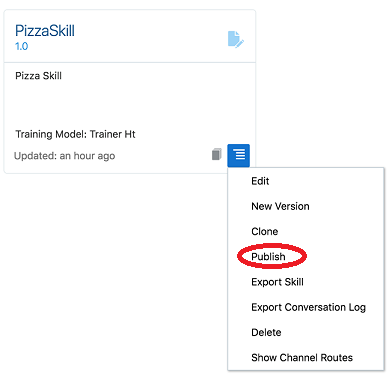 PizzaSkill
1.0
Pizza Skill
Training Model: Trainer Ht
Updated: an hour ago
Edit
New Version
Clone
Publish
Export Skill
Export Conversation Log
Delete
Show Channel Routes